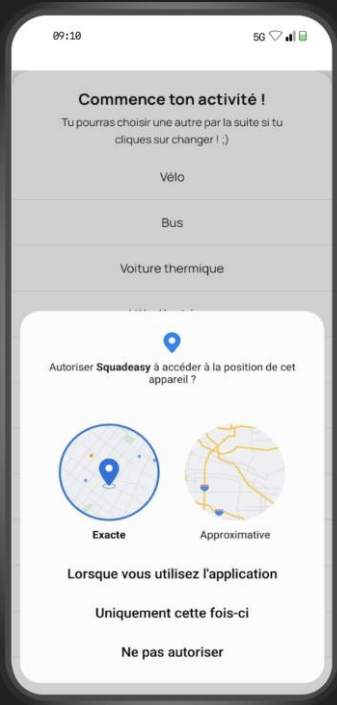 09:10
5G
Commence ton activité !
Tu pourras choisir une autre par la suite si tu
cliques sur changer ! ;)
Vélo
Bus
Voiture thermique
Autoriser Squadeasy à accéder à la position de cet
appareil ?
Exacte
Approximative
Lorsque vous utilisez l'application
Uniquement cette fois-ci
Ne pas autoriser